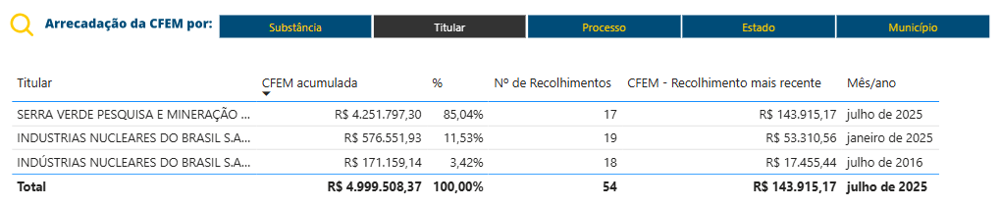 Arrecadação da CFEM por: Substância Titular Processo Estado Município
Titular CFEM acumulada % Nº de Recolhimentos CFEM - Recolhimento mais recente Mês/ano
SERRA VERDE PESQUISA E MINERAÇÃO ... R$ 4.251.797,30 85,04% 17 R$ 143.915,17 julho de 2025
INDUSTRIAS NUCLEARES DO BRASIL S.A... R$ 576.551,93 11,53% 19 R$ 53.310,56 janeiro de 2025
INDÚSTRIAS NUCLEARES DO BRASIL S.A... R$ 171.159,14 3,42% 18 R$ 17.455,44 julho de 2016
Total R$ 4.999.508,37 100,00% 54 R$ 143.915,17 julho de 2025